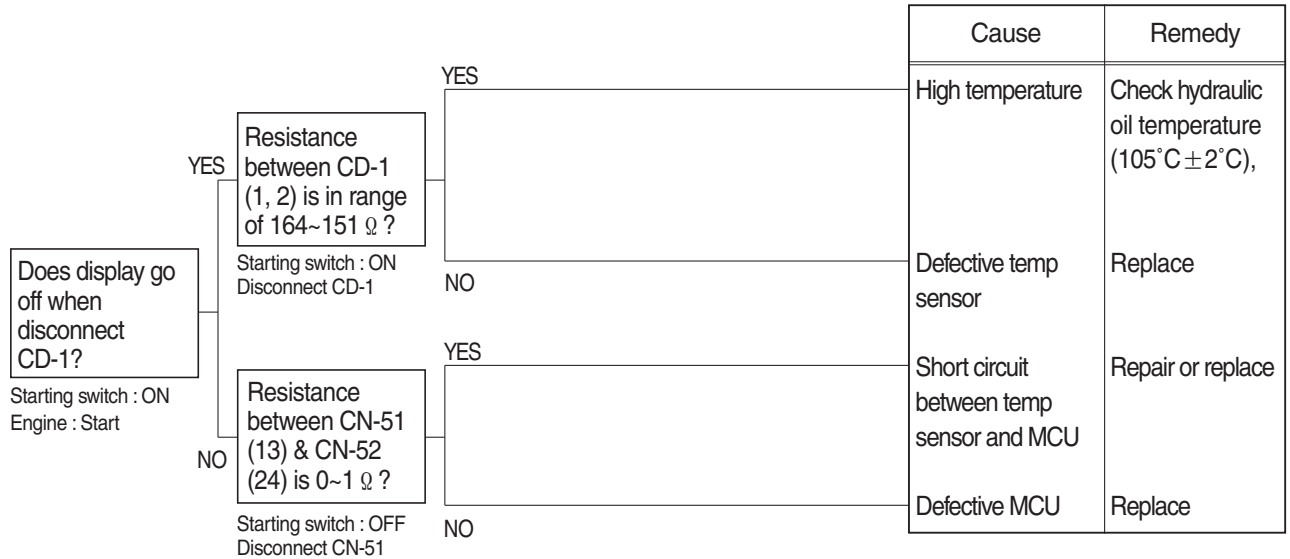 Does display go
off when
disconnect
CD-1?
Starting switch : ON
Engine : Start
YES
Resistance
between CD-1
(1, 2) is in range
of 164~151 Ω ?
Starting switch : ON
Disconnect CD-1
NO
Resistance
between CN-51
(13) & CN-52
(24) is 0~1 Ω ?
Starting switch : OFF
Disconnect CN-51
YES
NO
YES
NO
Cause Remedy
High temperature Check hydraulic
oil temperature
(105˚C±2˚C),
Defective temp Replace
sensor
Short circuit Repair or replace
between temp
sensor and MCU
Defective MCU Replace